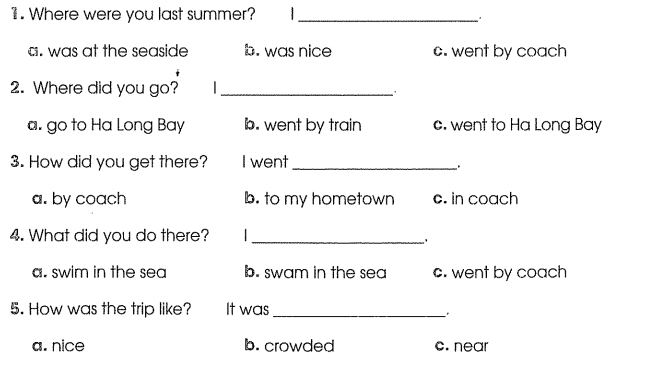 1. Where were you last summer? I ______________________.
a. was at the seaside b. was nice c. went by coach
2. Where did you go? I ______________________.
a. go to Ha Long Bay b. went by train c. went to Ha Long Bay
3. How did you get there? I went ____________________.
a. by coach b. to my hometown c. in coach
4. What did you do there? I ______________________.
a. swim in the sea b. swam in the sea c. went by coach
5. How was the trip like? It was ______________________.
a. nice b. crowded c. near